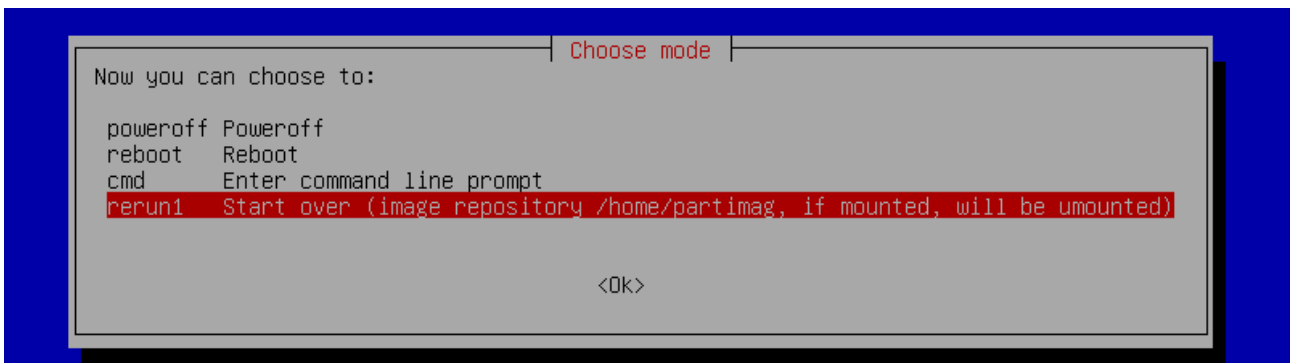 Choose mode
Now you can choose to:
poweroff Poweroff
reboot Reboot
cmd Enter command line prompt
rerun1 Start over (image repository /home/partimag, if mounted, will be umounted)
<Ok>